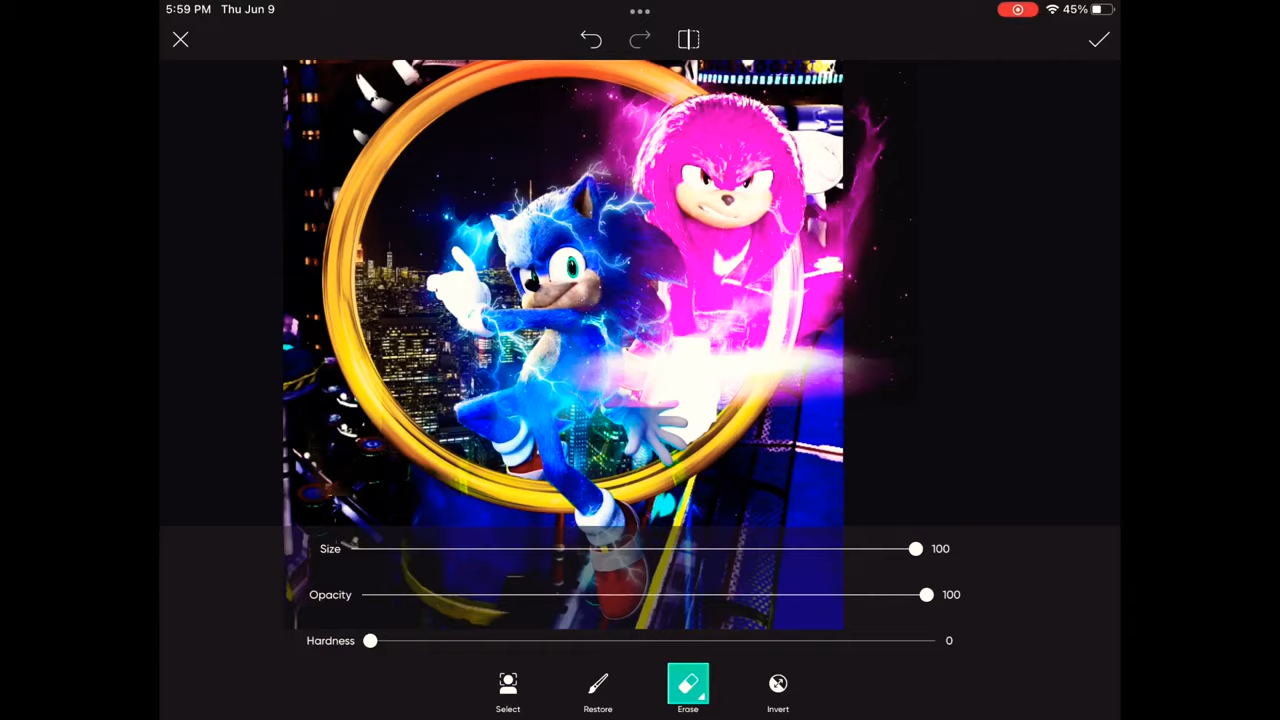 5:59 PM Thu Jun 9
45%
Size 100
Opacity 100
Hardness 0
Select Restore Erase Invert